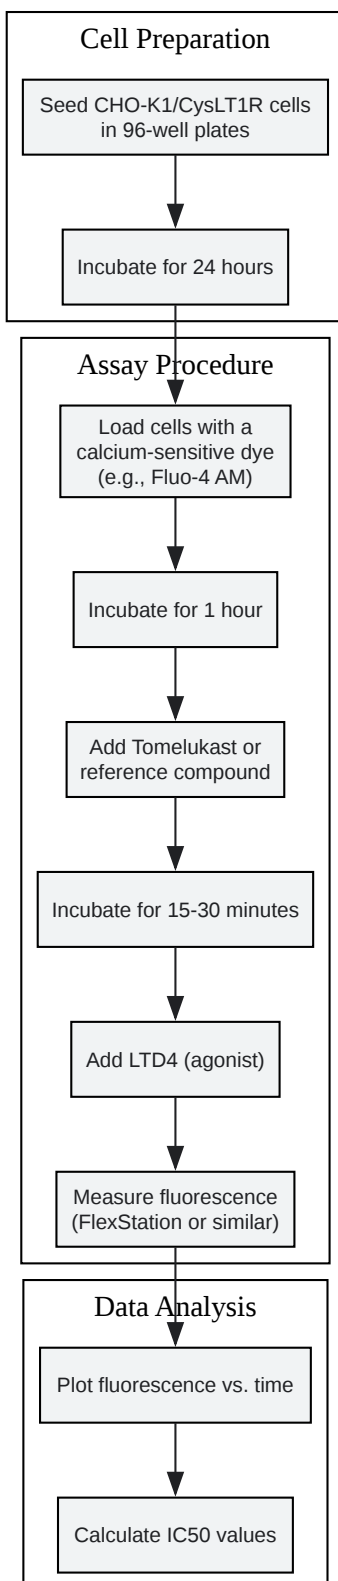 Cell Preparation
Seed CHO-K1/CysLT1R cells
in 96-well plates
Incubate for 24 hours
Assay Procedure
Load cells with a
calcium-sensitive dye
(e.g., Fluo-4 AM)
Incubate for 1 hour
Add Tomelukast or
reference compound
Incubate for 15-30 minutes
Add LTD4 (agonist)
Measure fluorescence
(FlexStation or similar)
Data Analysis
Plot fluorescence vs. time
Calculate IC50 values